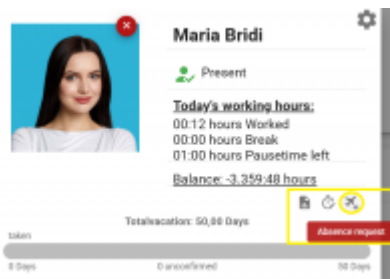 Maria Bridi
Present
Today's working hours:
00:12 hours Worked
00:00 hours Break
01:00 hours Pausetime left
Balance: -3.359:48 hours
Absence request
Totalvacation: 50,00 Days
taken
0 Days
0 unconfirmed
50 Days